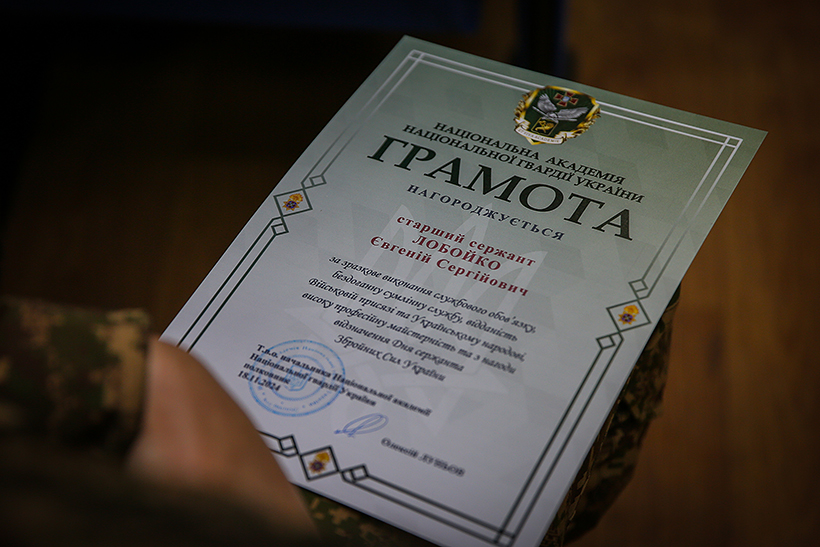 НАЦІОНАЛЬНА АКАДЕМІЯ
НАЦІОНАЛЬНОЇ ГВАРДІЇ УКРАЇНИ
ГРАМОТА
НАГОРОДЖУЄТЬСЯ
старший сержант
ЛОБОЙКО
Євгеній Сергійович
за зразкове виконання службового обов'язку,
бездоганну сумлінну службу, відданість
Військовій присязі та Українському народові,
високу професійну майстерність та з нагоди
відзначення Дня сержанта
Збройних Сил України
Т.в.о. начальника Національної академії
Національної гвардії України
полковник
18.11.2024
Олексій